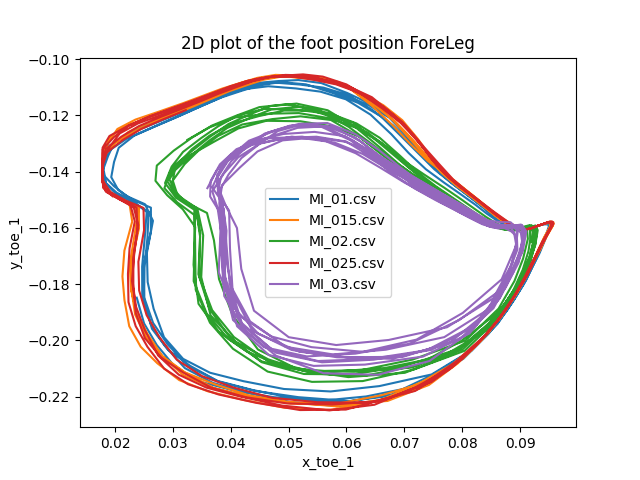 2D plot of the foot position ForeLeg
−0.10
−0.12
−0.14
−0.16
−0.18
−0.20
−0.22
y_toe_1
MI_01.csv
MI_015.csv
MI_02.csv
MI_025.csv
MI_03.csv
0.02 0.03 0.04 0.05 0.06 0.07 0.08 0.09
x_toe_1